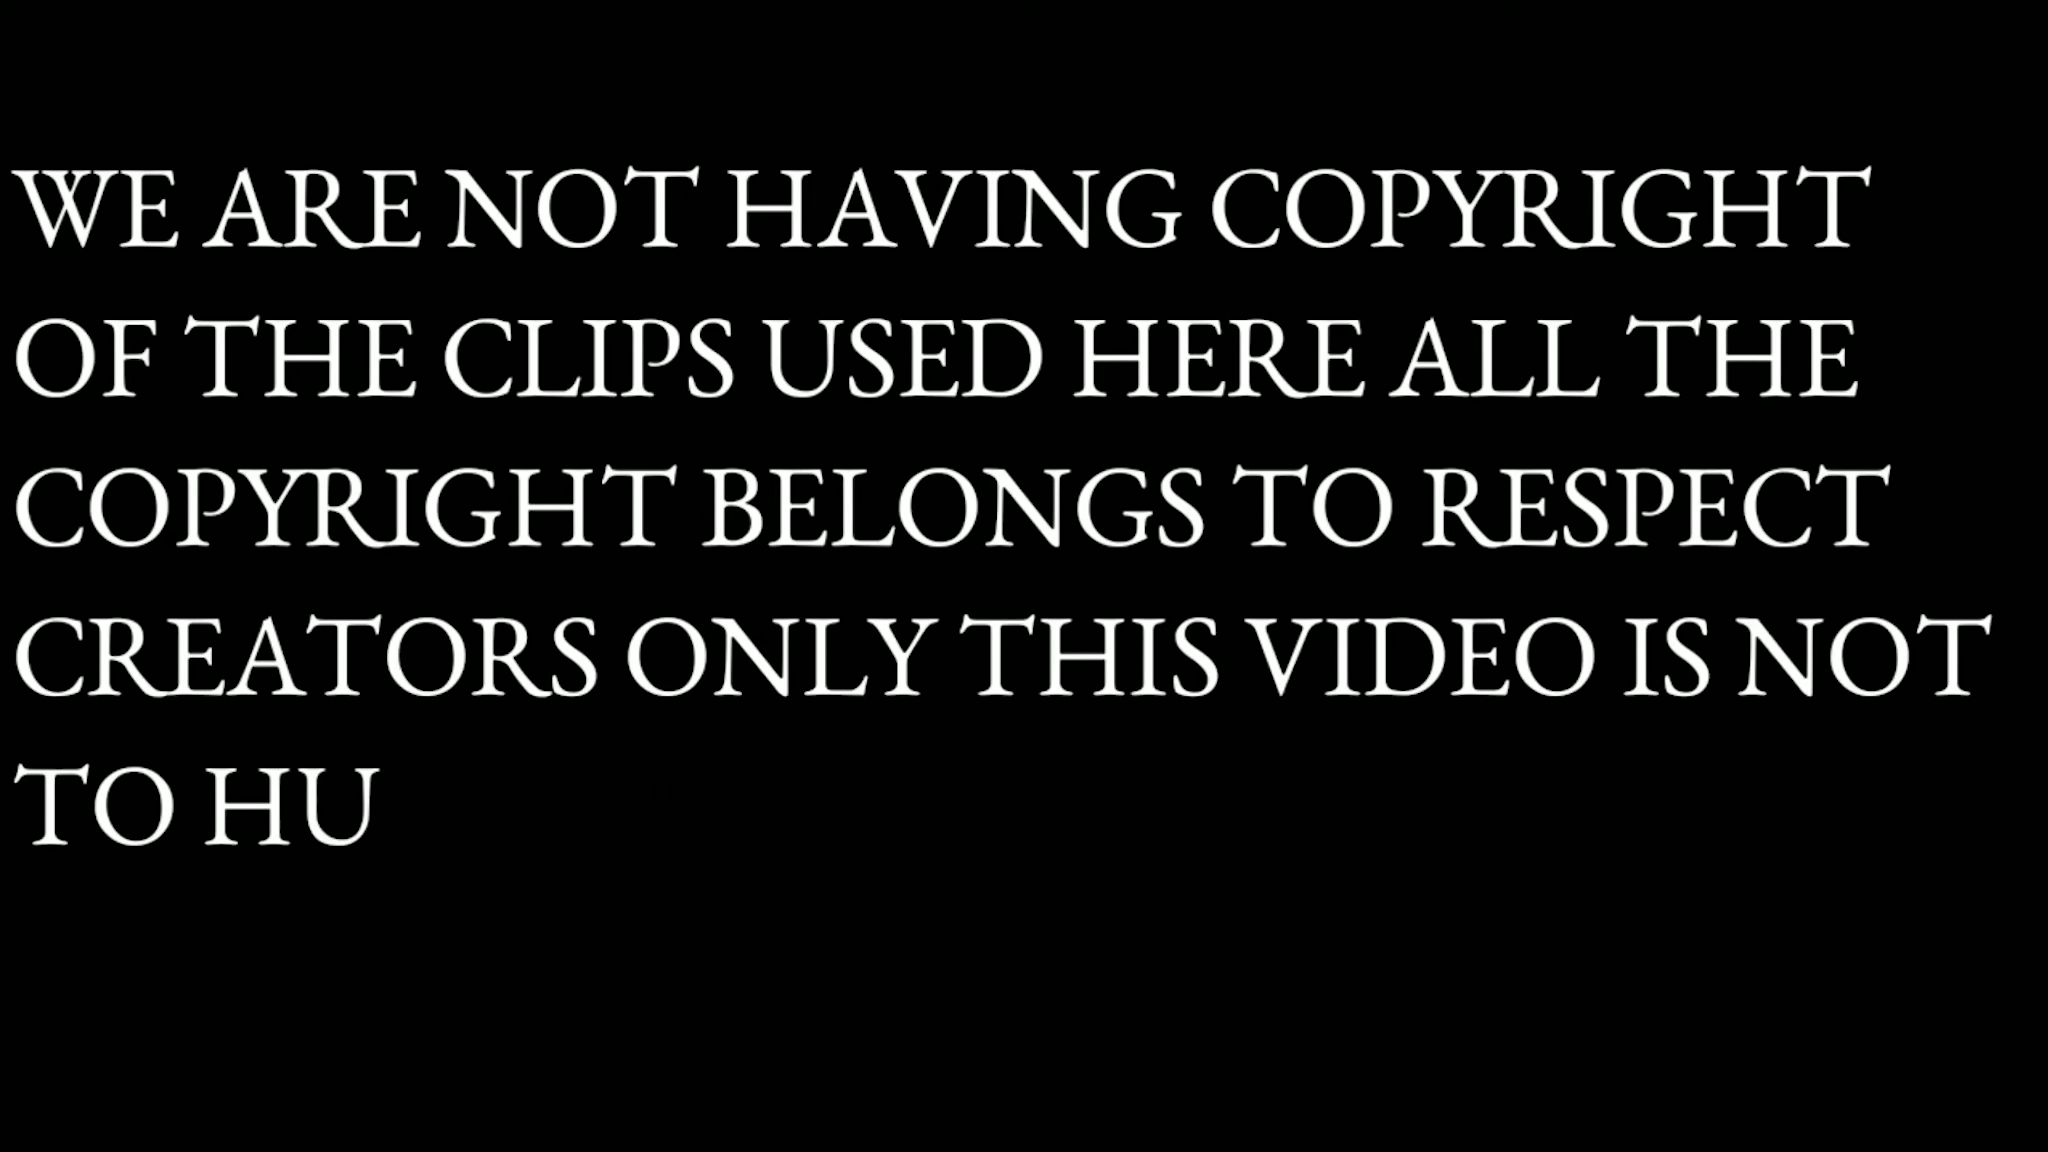 WE ARE NOT HAVING COPYRIGHT
OF THE CLIPS USED HERE ALL THE
COPYRIGHT BELONGS TO RESPECT
CREATORS ONLY THIS VIDEO IS NOT
TO HU